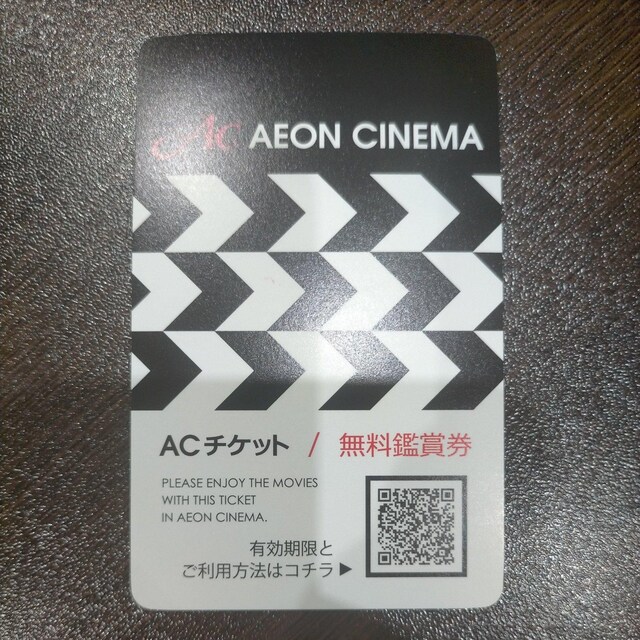 AC AEON CINEMA
ACチケット / 無料鑑賞券
PLEASE ENJOY THE MOVIES
WITH THIS TICKET
IN AEON CINEMA.
有効期限と
ご利用方法はコチラ▶